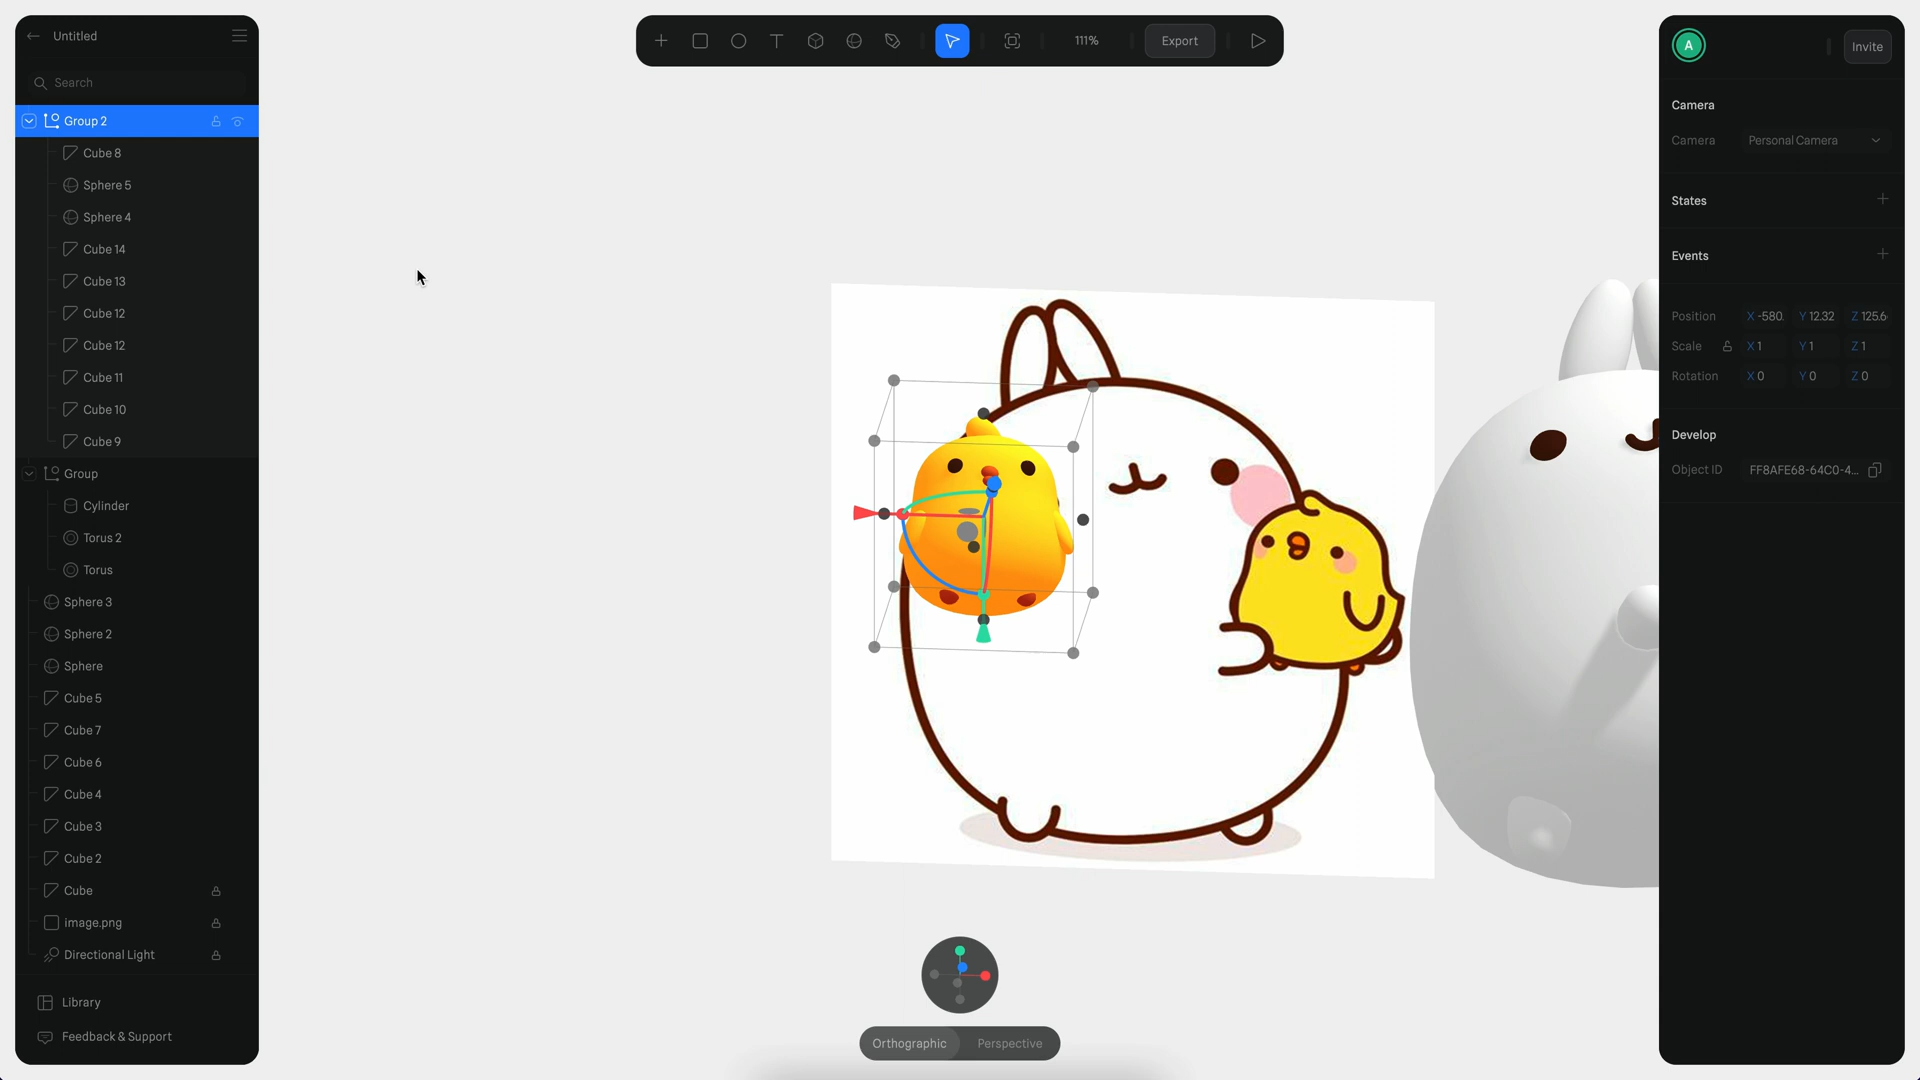 Untitled
Search
Group 2
Cube 8
Sphere 5
Sphere 4
Cube 14
Cube 13
Cube 12
Cube 12
Cube 11
Cube 10
Cube 9
Group
Cylinder
Torus 2
Torus
Sphere 3
Sphere 2
Sphere
Cube 5
Cube 7
Cube 6
Cube 4
Cube 3
Cube 2
Cube
image.png
Directional Light
Library
Feedback & Support
T
111%
Export
Orthographic
Perspective
A
Invite
Camera
Camera Personal Camera
States
Events
Position X -580. Y 12.32 Z 125.6
Scale X 1 Y 1 Z 1
Rotation X 0 Y 0 Z 0
Develop
Object ID FF8AFE68-64C0-4...